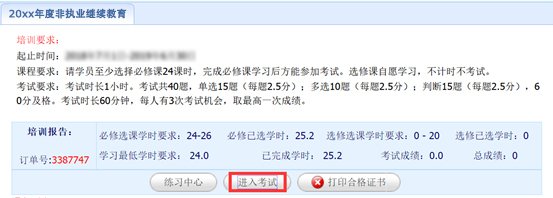 20xx年度非执业继续教育
培训要求：
起止时间：
课程要求：请学员至少选择必修课24课时，完成必修课学习后方能参加考试。选修课自愿学习，不计时不考试。
考试要求：考试时长1小时。考试共40题，单选15题（每题2.5分）；多选10题（每题2.5分）；判断15题（每题2.5分），6
0分及格。考试时长60分钟，每人有3次考试机会，取最高一次成绩。
培训报告： 必修选课学时要求：24-26 必修已选学时：25.2 选修选课学时要求：0 - 20 选修已选学时：0
订单号:3387747 学习最低学时要求：24.0 已完成学时：25.2 考试成绩：0.0 总成绩：0
练习中心 进入考试 打印合格证书